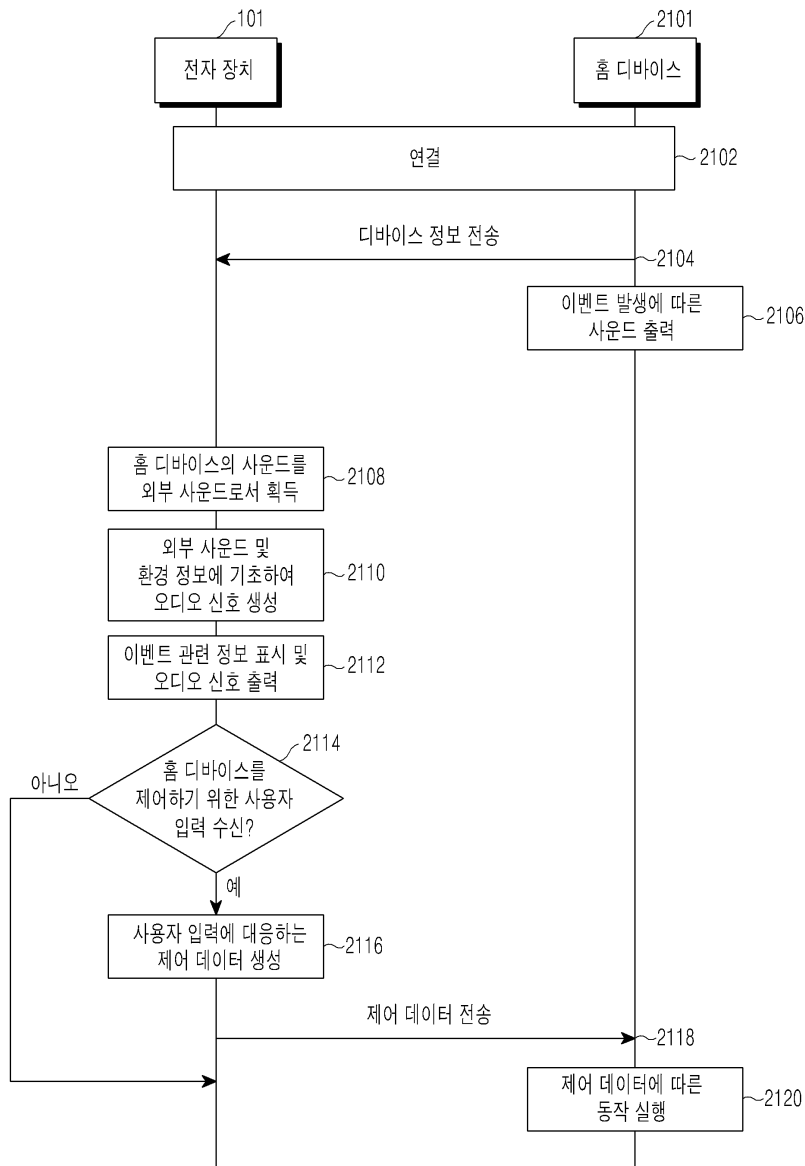 101
전자 장치
2101
홈 디바이스
연결
2102
디바이스 정보 전송
2104
이벤트 발생에 따른
사운드 출력
2106
홈 디바이스의 사운드를
외부 사운드로서 획득
2108
외부 사운드 및
환경 정보에 기초하여
오디오 신호 생성
2110
이벤트 관련 정보 표시 및
오디오 신호 출력
2112
2114
홈 디바이스를
제어하기 위한 사용자
입력 수신?
아니오
예
사용자 입력에 대응하는
제어 데이터 생성
2116
제어 데이터 전송
2118
제어 데이터에 따른
동작 실행
2120